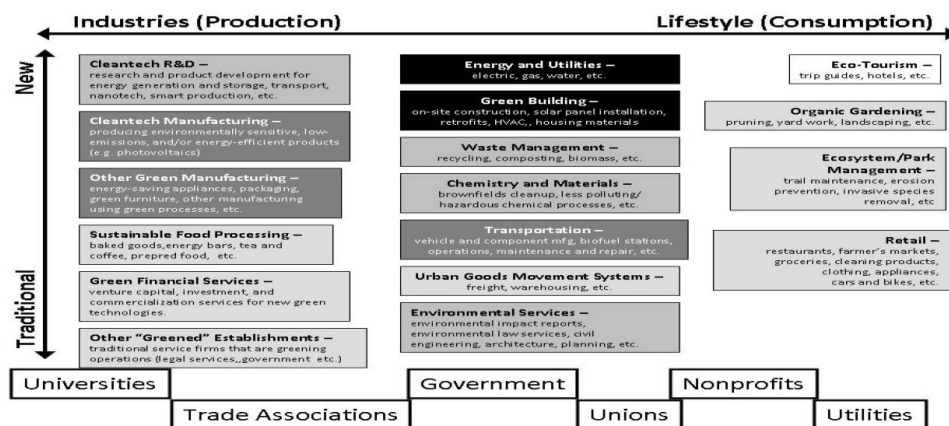 Industries (Production)
Lifestyle (Consumption)
New
Traditional
Cleantech R&D –
research and product development for
energy generation and storage, transport,
nanotech, smart production, etc.
Cleantech Manufacturing –
producing environmentally sensitive, low-
emissions, and/or energy-efficient products
(e.g. photovoltaics)
Other Green Manufacturing –
energy-saving appliances, packaging,
green furniture, other manufacturing
using green processes, etc.
Sustainable Food Processing –
baked goods,energy bars, tea and
coffee, prepred food, etc.
Green Financial Services –
venture capital, investment, and
commercialization services for new green
technologies.
Other “Greened” Establishments –
traditional service firms that are greening
operations (legal services,,government etc.)
Energy and Utilities –
electric, gas, water, etc.
Green Building –
on-site construction, solar panel installation,
retrofits, HVAC,, housing materials
Waste Management –
recycling, composting, biomass, etc.
Chemistry and Materials –
brownfields cleanup, less polluting/
hazardous chemical processes, etc.
Transportation –
vehicle and component mfg, biofuel stations,
operations, maintenance and repair, etc.
Urban Goods Movement Systems –
freight, warehousing, etc.
Environmental Services –
environmental impact reports,
environmental law services, civil
engineering, architecture, planning, etc.
Eco-Tourism –
trip guides, hotels, etc.
Organic Gardening –
pruning, yard work, landscaping, etc.
Ecosystem/Park
Management –
trail maintenance, erosion
prevention, invasive species
removal, etc
Retail –
restaurants, farmer’s markets,
groceries, cleaning products,
clothing, appliances,
cars and bikes, etc.
Universities
Trade Associations
Government
Unions
Nonprofits
Utilities